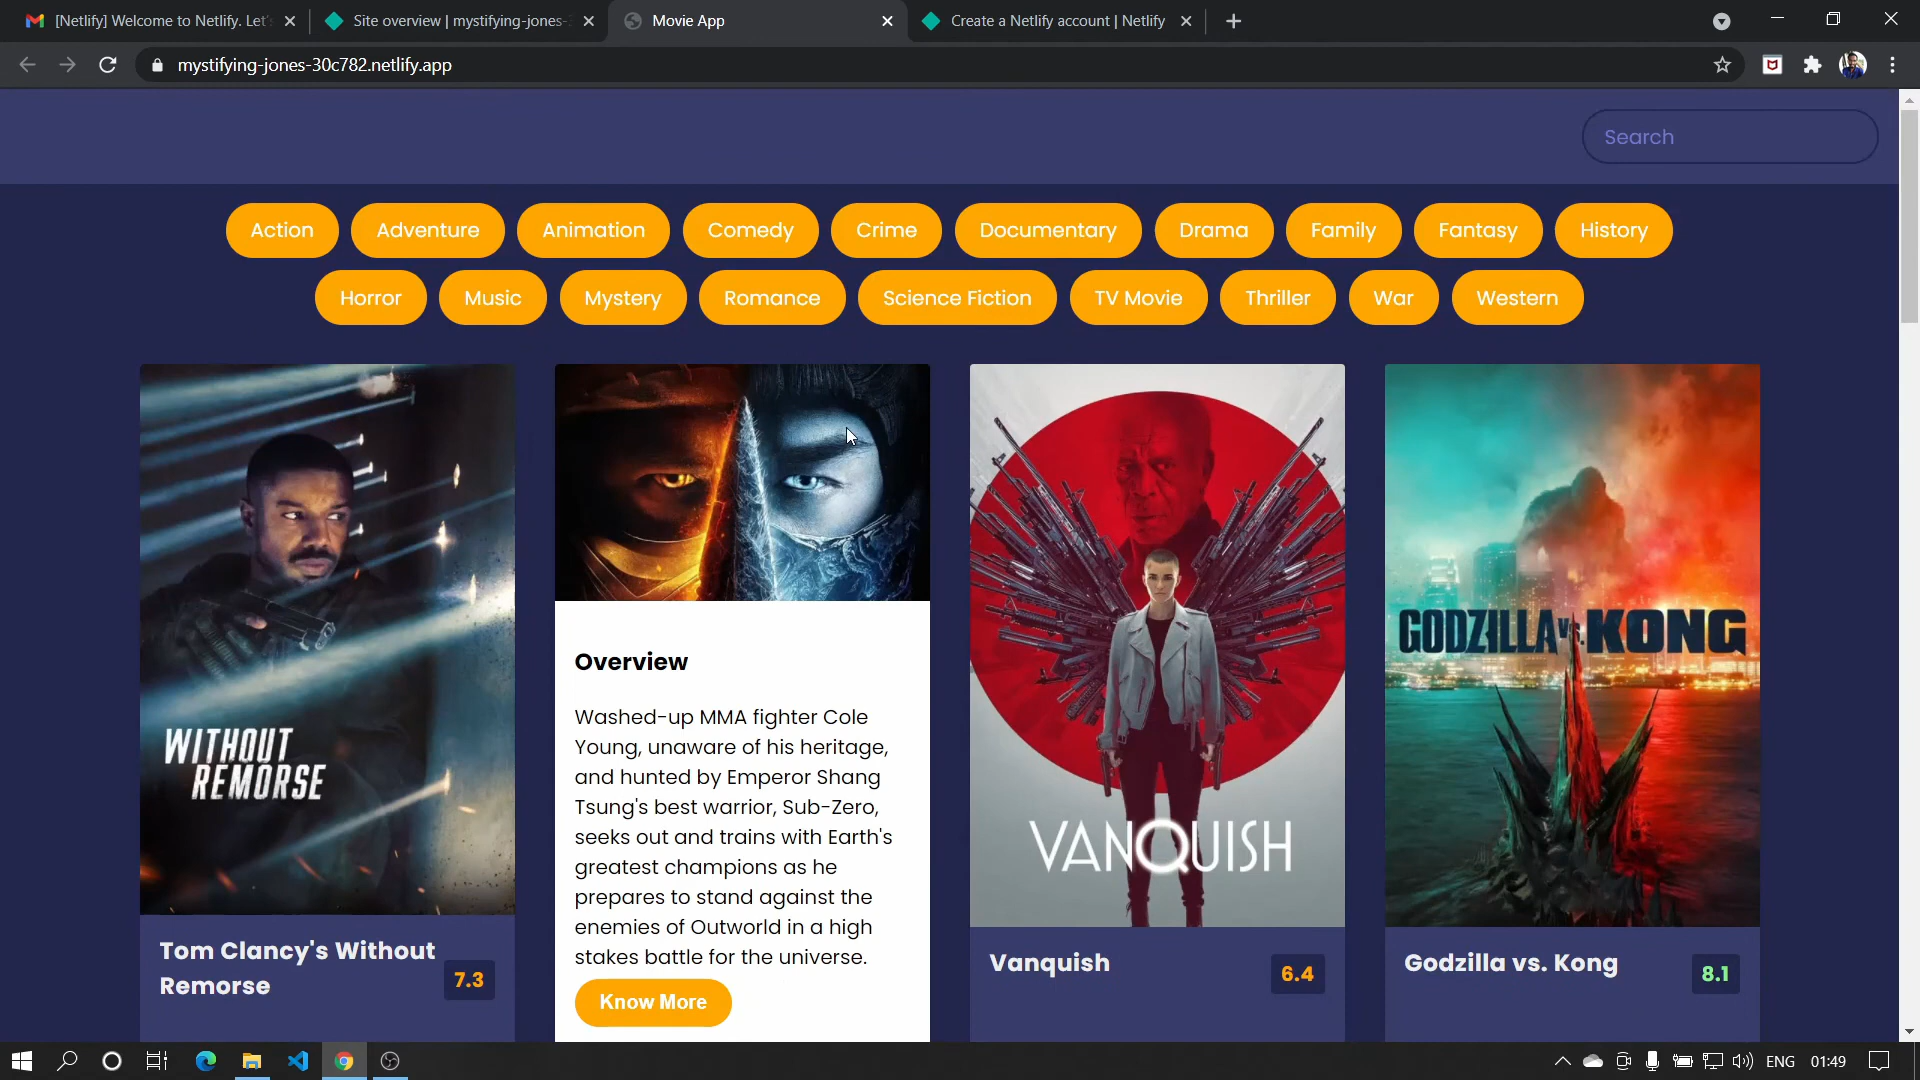 [Netlify] Welcome to Netlify. Let's
Site overview | mystifying-jones-3
Movie App
Create a Netlify account | Netlify
mystifying-jones-30c782.netlify.app
Search
Action
Adventure
Animation
Comedy
Crime
Documentary
Drama
Family
Fantasy
History
Horror
Music
Mystery
Romance
Science Fiction
TV Movie
Thriller
War
Western
WITHOUT
REMORSE
Tom Clancy's Without
Remorse
7.3
Overview
Washed-up MMA fighter Cole
Young, unaware of his heritage,
and hunted by Emperor Shang
Tsung's best warrior, Sub-Zero,
seeks out and trains with Earth's
greatest champions as he
prepares to stand against the
enemies of Outworld in a high
stakes battle for the universe.
Know More
VANQUISH
Vanquish
6.4
GODZILLA vs. KONG
Godzilla vs. Kong
8.1
ENG
01:49